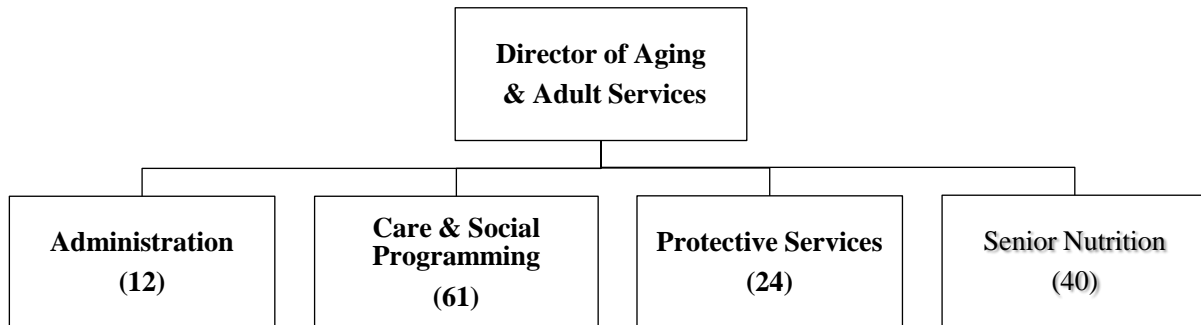 Director of Aging
& Adult Services
Administration
(12)
Care & Social
Programming
(61)
Protective Services
(24)
Senior Nutrition
(40)